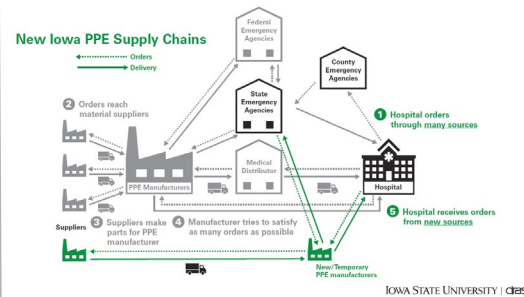 New Iowa PPE Supply Chains
Orders
Delivery
Federal
Emergency
Agencies
County
Emergency
Agencies
State
Emergency
Agencies
2 Orders reach
material suppliers
1 Hospital orders
through many sources
PPE Manufacturers
Medical
Distributor
Hospital
Suppliers
3 Suppliers make
parts for PPE
manufacturer
4 Manufacturer tries to satisfy
as many orders as possible
5 Hospital receives orders
from new sources
New/Temporary
PPE manufacturers
IOWA STATE UNIVERSITY |